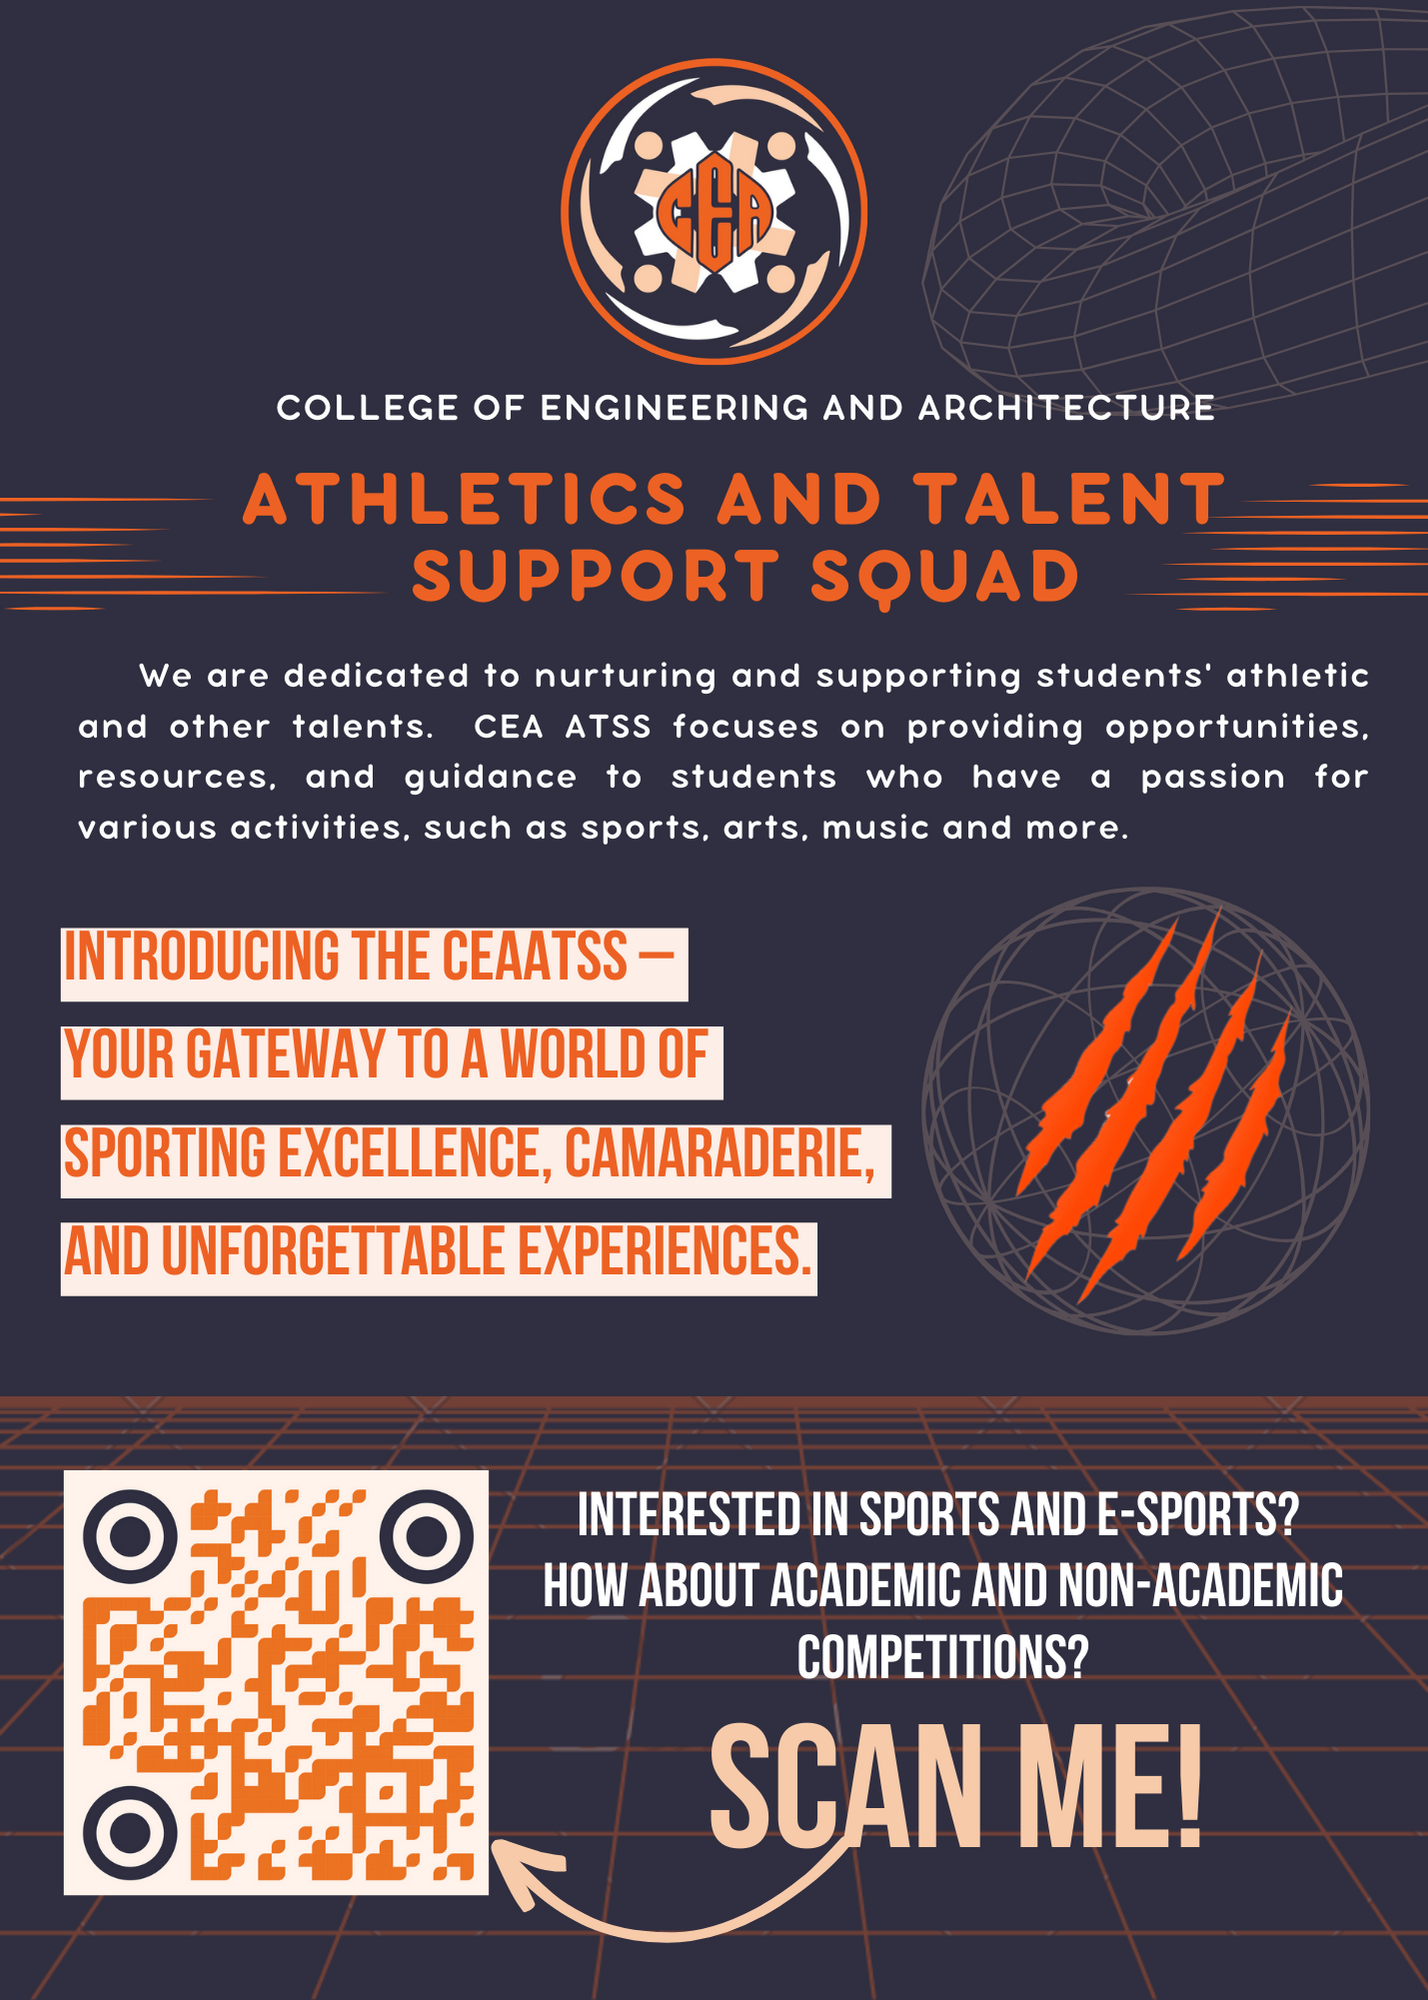 CEA
COLLEGE OF ENGINEERING AND ARCHITECTURE
ATHLETICS AND TALENT
SUPPORT SQUAD
We are dedicated to nurturing and supporting students' athletic
and other talents. CEA ATSS focuses on providing opportunities,
resources, and guidance to students who have a passion for
various activities, such as sports, arts, music and more.
INTRODUCING THE CEAATSS –
YOUR GATEWAY TO A WORLD OF
SPORTING EXCELLENCE, CAMARADERIE,
AND UNFORGETTABLE EXPERIENCES.
INTERESTED IN SPORTS AND E-SPORTS?
HOW ABOUT ACADEMIC AND NON-ACADEMIC
COMPETITIONS?
SCAN ME!